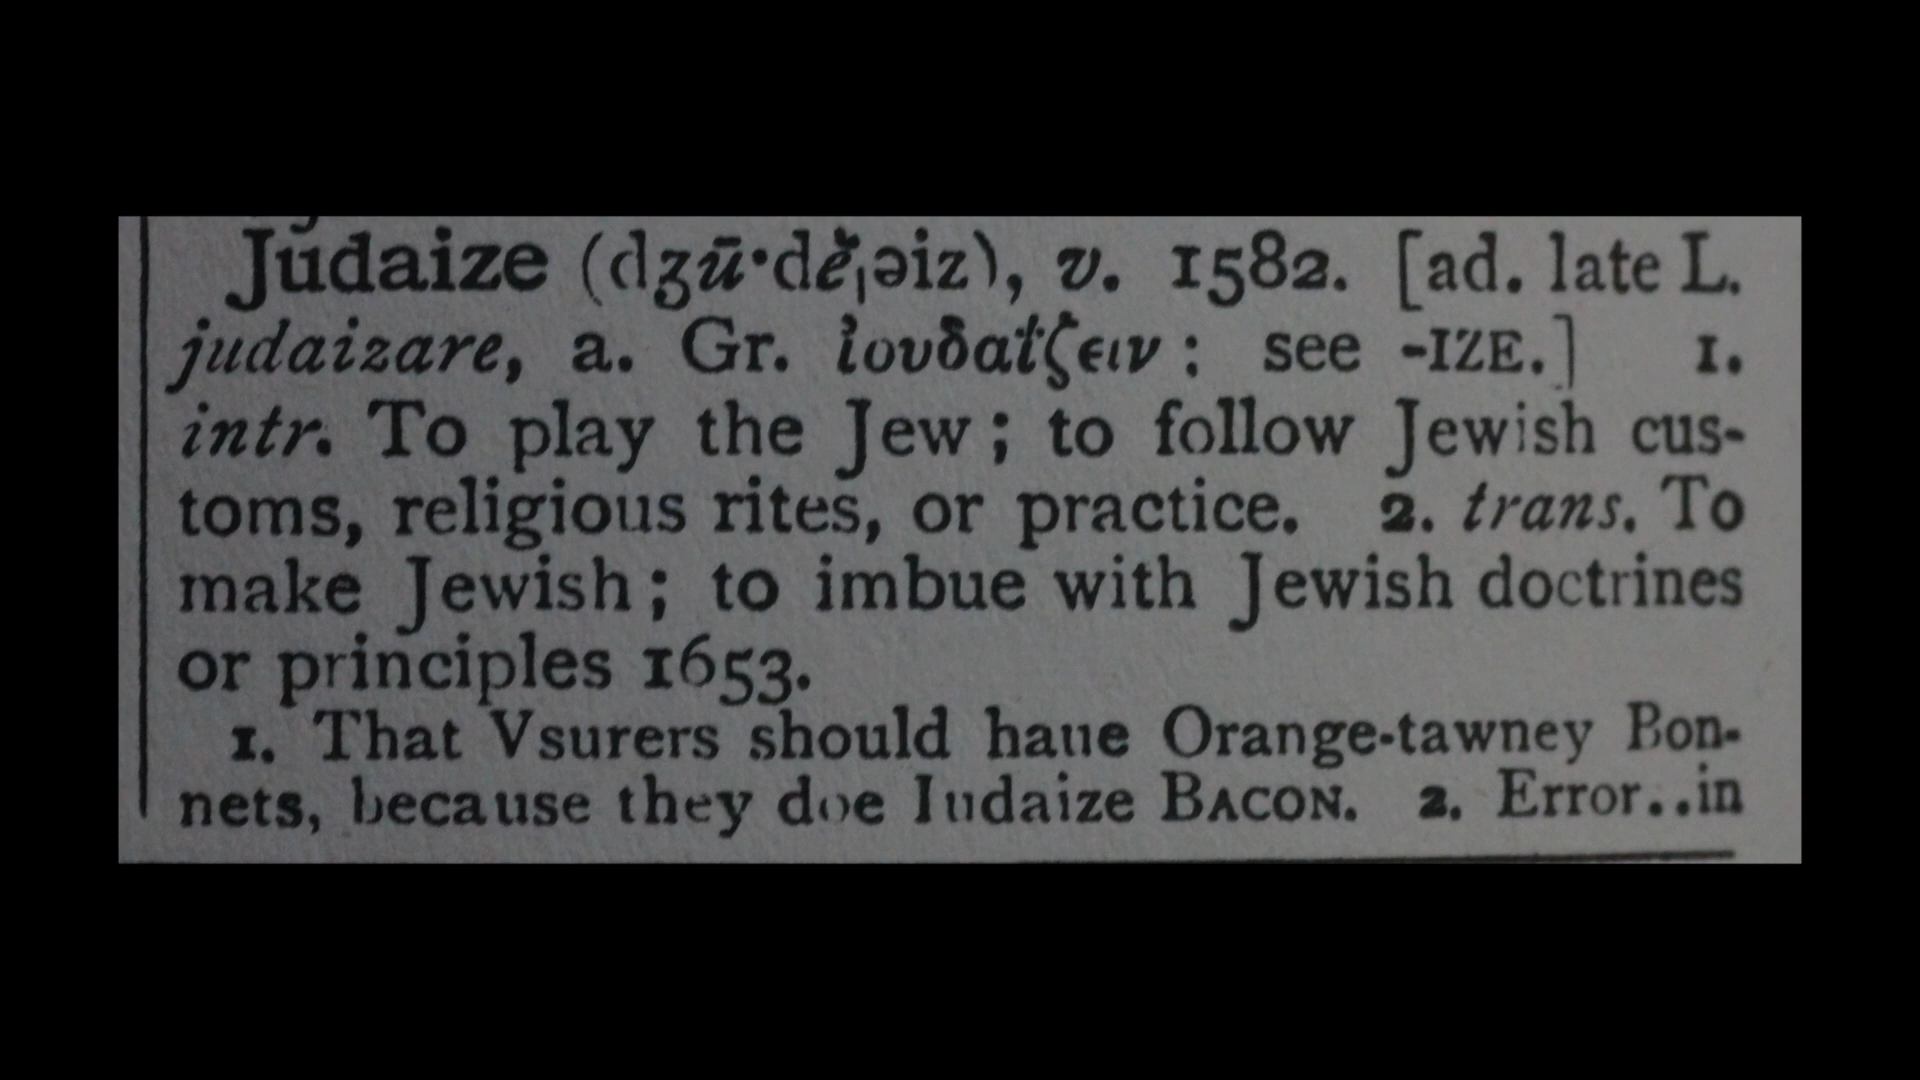 Judaize (dʒū·dĕˌəiz), v. 1582. [ad. late L.
judaizare, a. Gr. ἰουδαΐζειν: see -IZE.] 1.
intr. To play the Jew; to follow Jewish cus-
toms, religious rites, or practice. 2. trans. To
make Jewish; to imbue with Jewish doctrines
or principles 1653.
1. That Vsurers should haue Orange-tawney Bon-
nets, because they doe Iudaize BACON. 2. Error..in